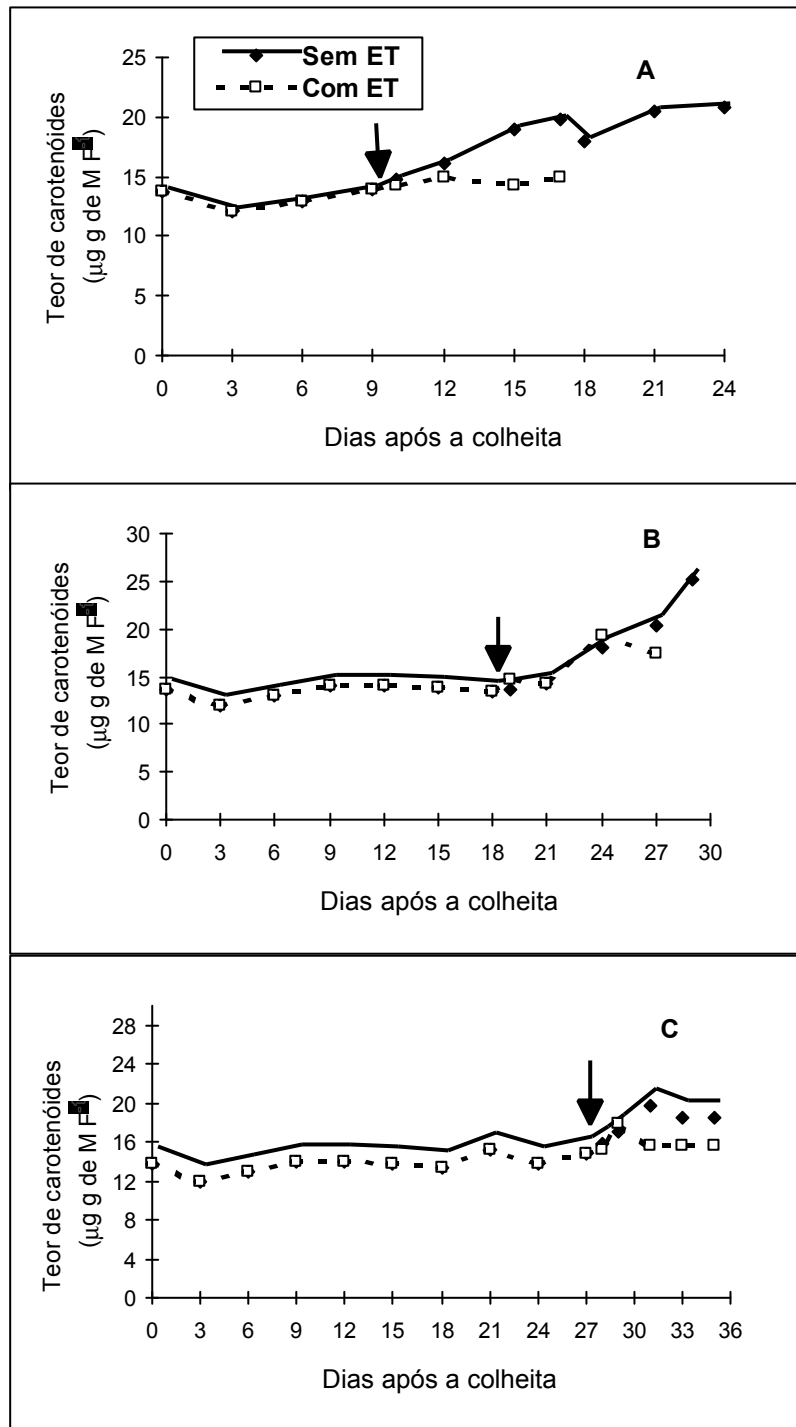 Sem ET
Com ET
A
Teor de carotenóides
(µg g de M F)
25
20
15
10
5
0
0 3 6 9 12 15 18 21 24
Dias após a colheita
B
Teor de carotenóides
(µg g de M F)
30
25
20
15
10
5
0
0 3 6 9 12 15 18 21 24 27 30
Dias após a colheita
C
Teor de carotenóides
(µg g de M F)
28
24
20
16
12
8
4
0
0 3 6 9 12 15 18 21 24 27 30 33 36
Dias após a colheita